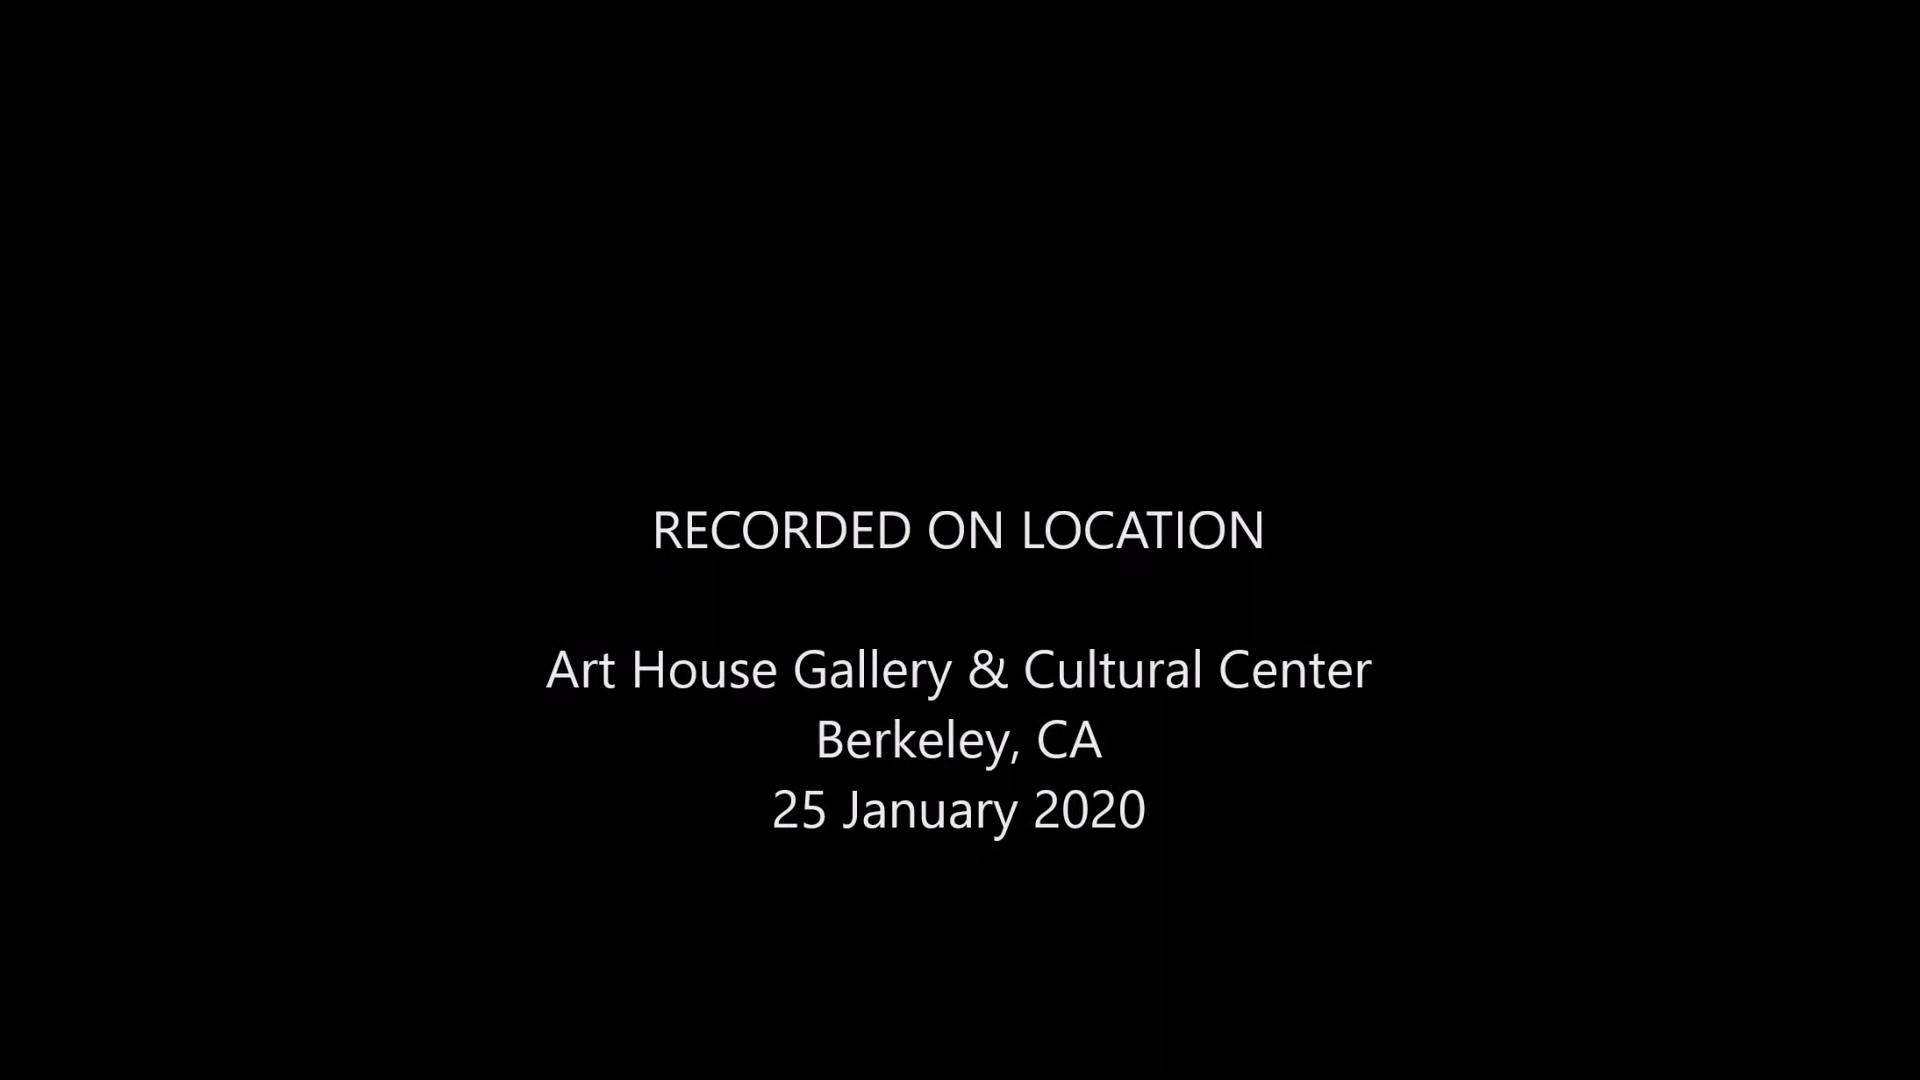 RECORDED ON LOCATION
Art House Gallery & Cultural Center
Berkeley, CA
25 January 2020